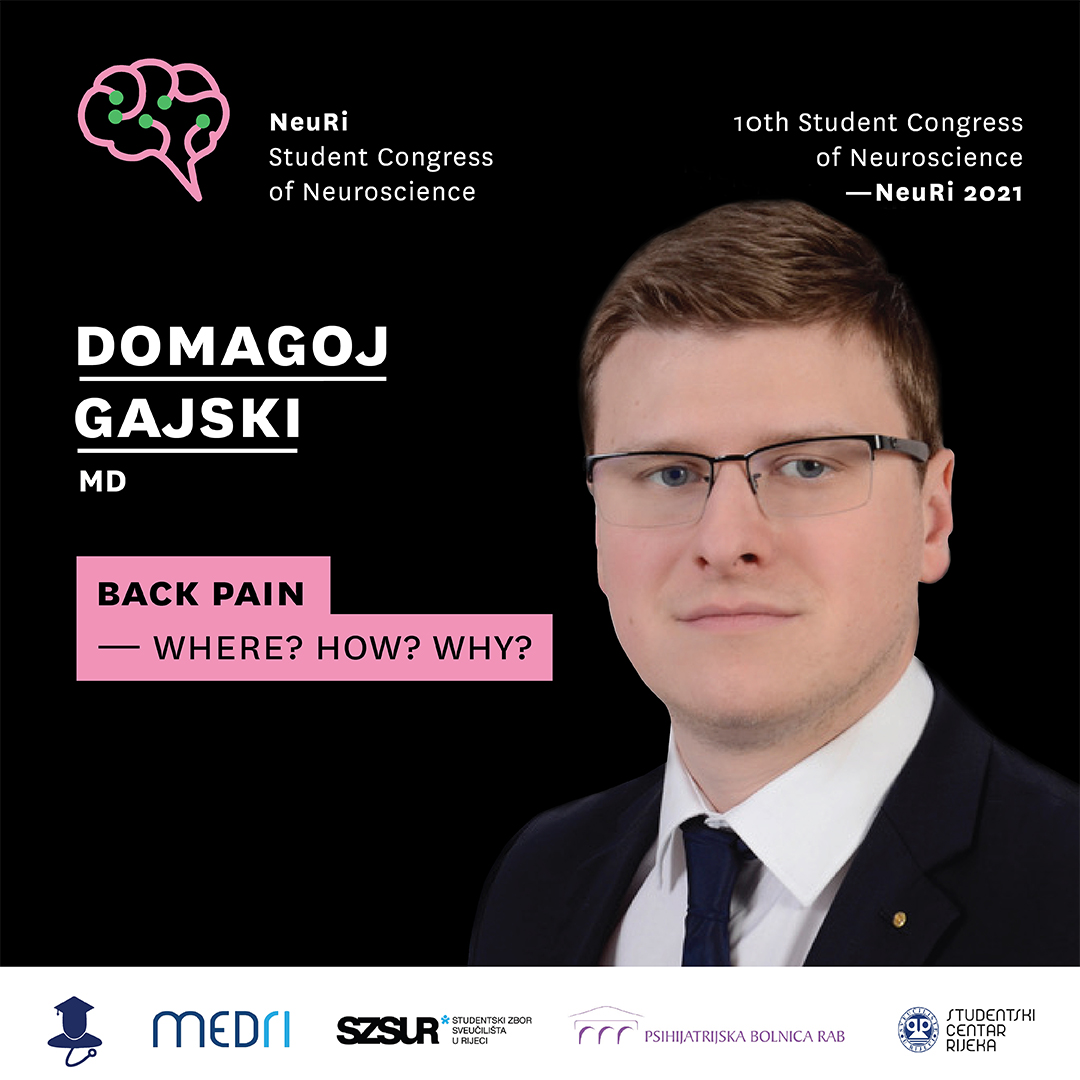 NeuRi
Student Congress
of Neuroscience
10th Student Congress
of Neuroscience
—NeuRi 2021
DOMAGOJ
GAJSKI
MD
BACK PAIN
— WHERE? HOW? WHY?
MEDRI
SZSUR
STUDENTSKI ZBOR
SVEUČILIŠTA
U RIJECI
PSIHIJATRIJSKA BOLNICA RAB
STUDENTSKI
CENTAR
RIJEKA